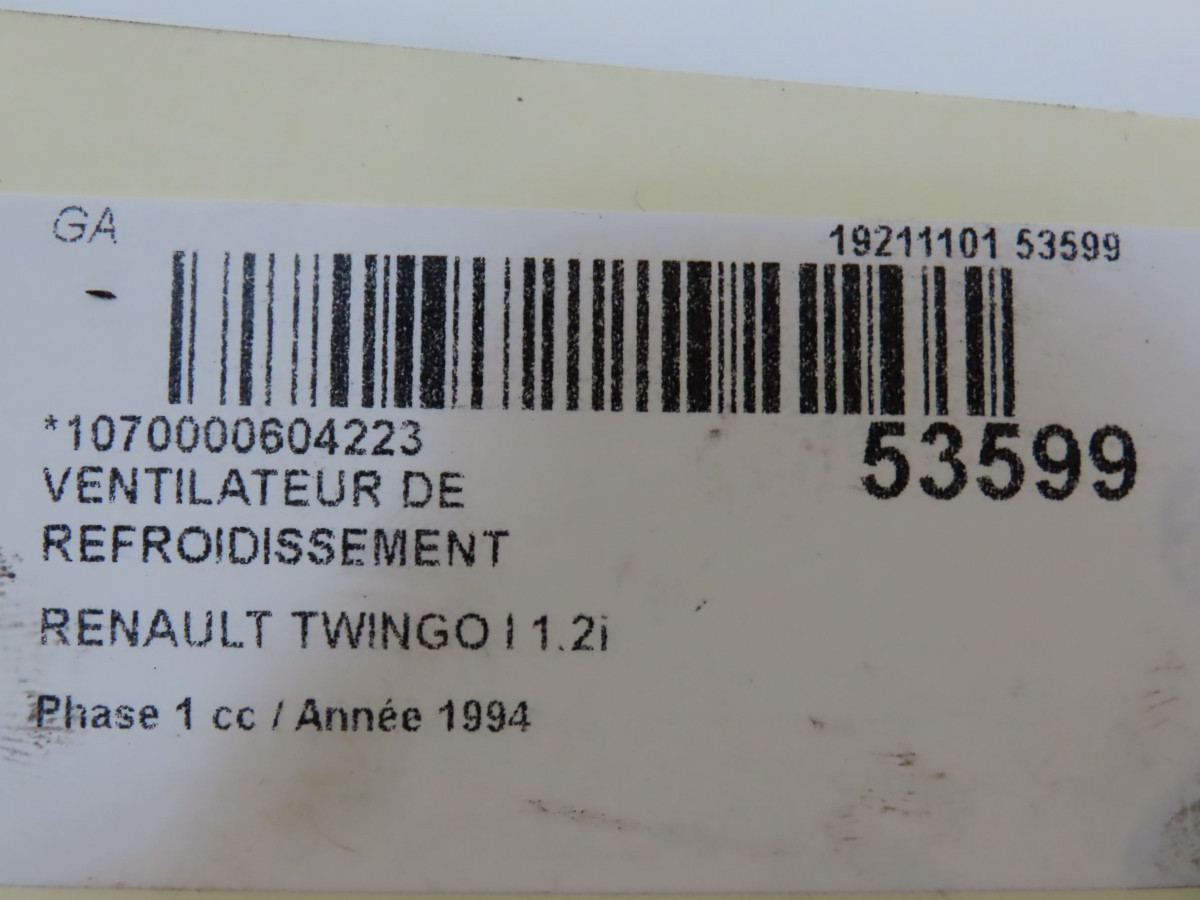 GA
19211101 53599
*1070000604223
53599
VENTILATEUR DE
REFROIDISSEMENT
RENAULT TWINGO I 1.2i
Phase 1 cc / Année 1994